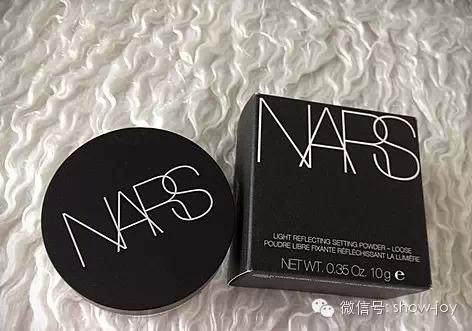 NARS
NARS
LIGHT REFLECTING SETTING POWDER – LOOSE
POUDRE LIBRE FIXANTE RÉFLÉCHISSANT LA LUMIÈRE
NET WT. 0.35 Oz. 10g e
微信号: show-joy